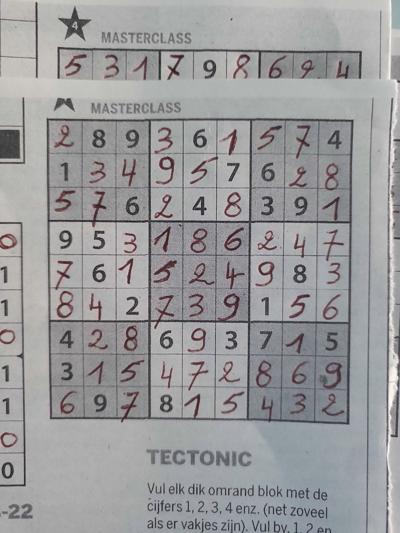 4
MASTERCLASS
5 3 1 7 9 8 6 2 4
MASTERCLASS
2 8 9 3 6 1 5 7 4
1 3 4 9 5 7 6 2 8
5 7 6 2 4 8 3 9 1
9 5 3 1 8 6 2 4 7
0
7 6 1 5 2 4 9 8 3
1
8 4 2 7 3 9 1 5 6
1
4 2 8 6 9 3 7 1 5
0
3 1 5 4 7 2 8 6 9
1
6 9 7 8 1 5 4 3 2
1
0
0
TECTONIC
Vul elk dik omrand blok met de
cijfers 1, 2, 3, 4 enz. (net zoveel
als er vakjes zijn). Vul bv. 1, 2 en
-22